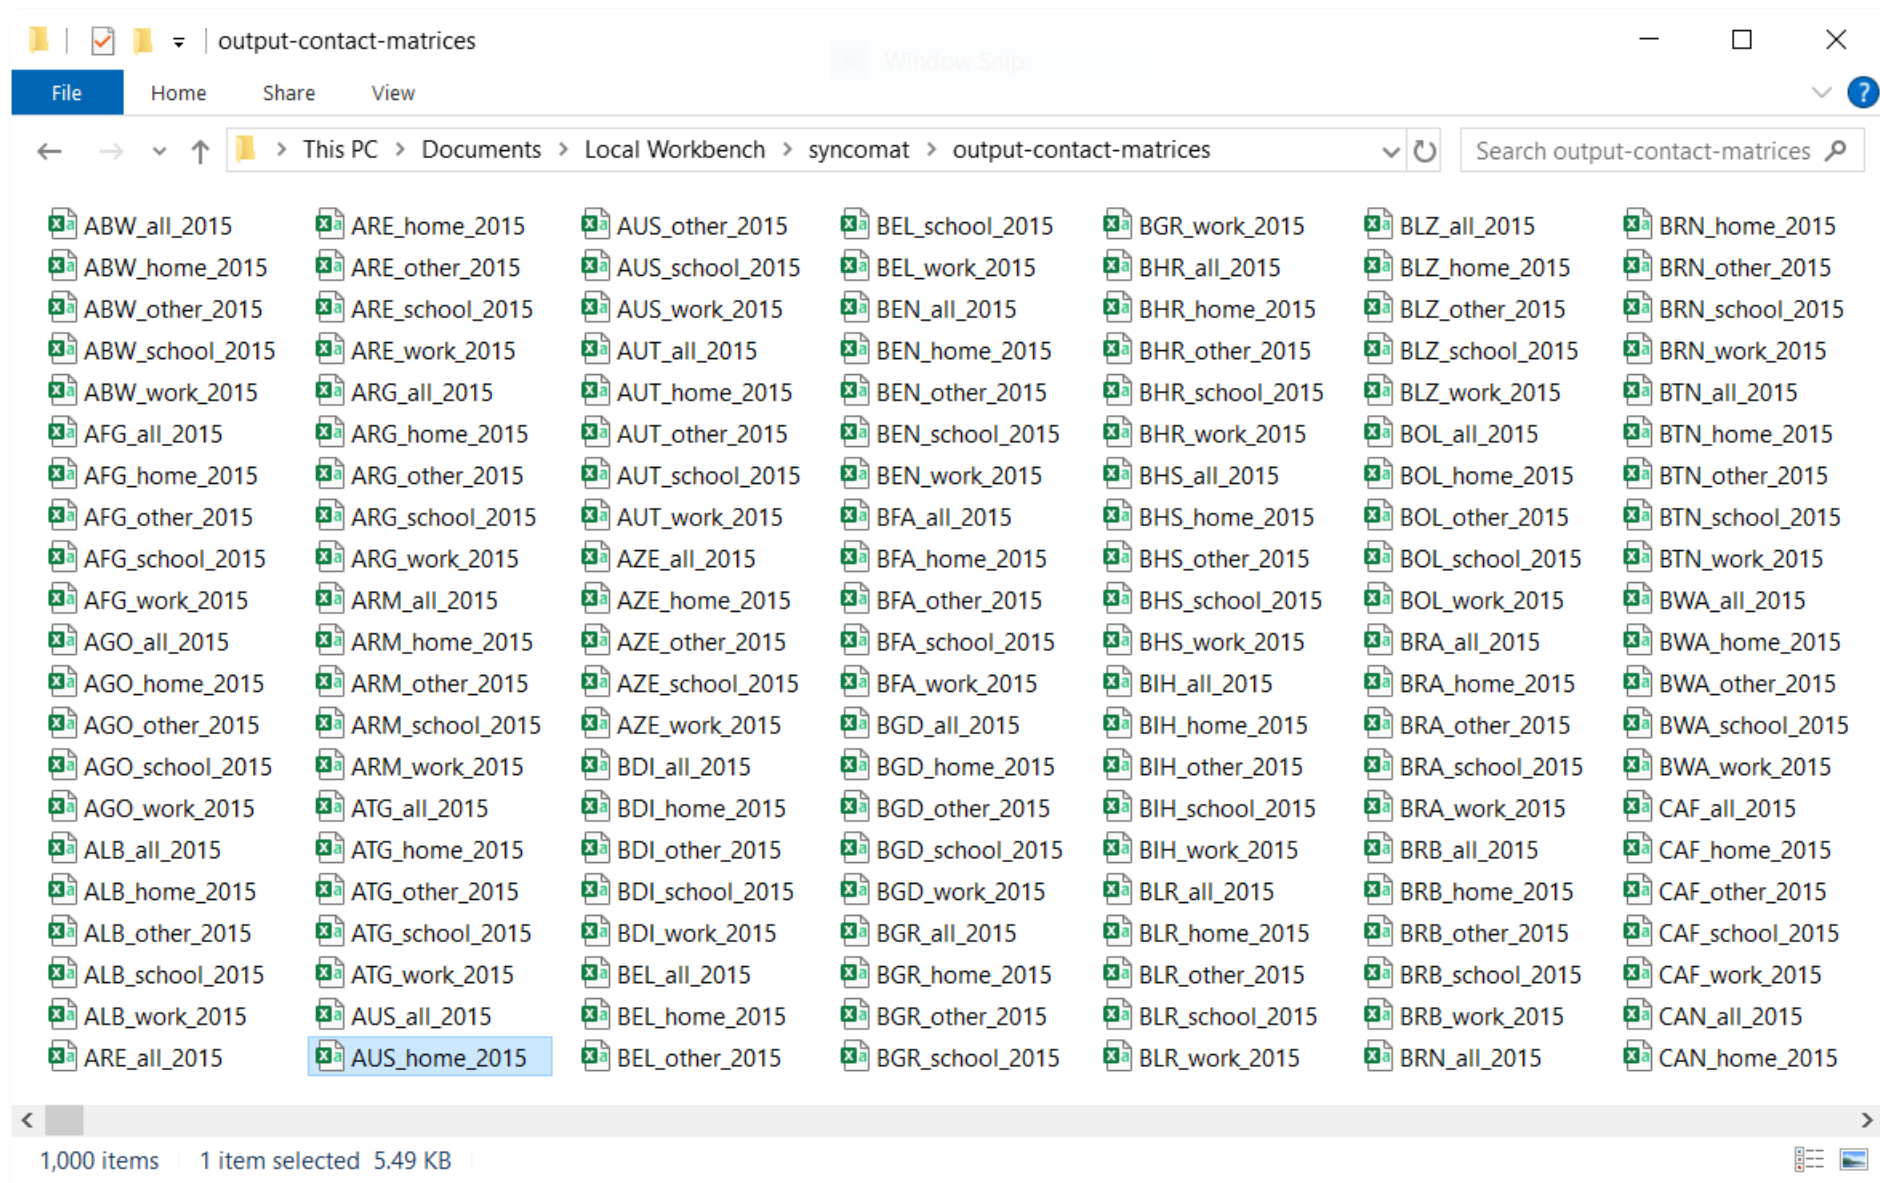 output-contact-matrices
Window Snip
File Home Share View
This PC > Documents > Local Workbench > syncomat > output-contact-matrices
Search output-contact-matrices
ABW_all_2015
ABW_home_2015
ABW_other_2015
ABW_school_2015
ABW_work_2015
AFG_all_2015
AFG_home_2015
AFG_other_2015
AFG_school_2015
AFG_work_2015
AGO_all_2015
AGO_home_2015
AGO_other_2015
AGO_school_2015
AGO_work_2015
ALB_all_2015
ALB_home_2015
ALB_other_2015
ALB_school_2015
ALB_work_2015
ARE_all_2015
ARE_home_2015
ARE_other_2015
ARE_school_2015
ARE_work_2015
ARG_all_2015
ARG_home_2015
ARG_other_2015
ARG_school_2015
ARG_work_2015
ARM_all_2015
ARM_home_2015
ARM_other_2015
ARM_school_2015
ARM_work_2015
ATG_all_2015
ATG_home_2015
ATG_other_2015
ATG_school_2015
ATG_work_2015
AUS_all_2015
AUS_home_2015
AUS_other_2015
AUS_school_2015
AUS_work_2015
AUT_all_2015
AUT_home_2015
AUT_other_2015
AUT_school_2015
AUT_work_2015
AZE_all_2015
AZE_home_2015
AZE_other_2015
AZE_school_2015
AZE_work_2015
BDI_all_2015
BDI_home_2015
BDI_other_2015
BDI_school_2015
BDI_work_2015
BEL_all_2015
BEL_home_2015
BEL_other_2015
BEL_school_2015
BEL_work_2015
BEN_all_2015
BEN_home_2015
BEN_other_2015
BEN_school_2015
BEN_work_2015
BFA_all_2015
BFA_home_2015
BFA_other_2015
BFA_school_2015
BFA_work_2015
BGD_all_2015
BGD_home_2015
BGD_other_2015
BGD_school_2015
BGD_work_2015
BGR_all_2015
BGR_home_2015
BGR_other_2015
BGR_school_2015
BGR_work_2015
BHR_all_2015
BHR_home_2015
BHR_other_2015
BHR_school_2015
BHR_work_2015
BHS_all_2015
BHS_home_2015
BHS_other_2015
BHS_school_2015
BHS_work_2015
BIH_all_2015
BIH_home_2015
BIH_other_2015
BIH_school_2015
BIH_work_2015
BLR_all_2015
BLR_home_2015
BLR_other_2015
BLR_school_2015
BLR_work_2015
BLZ_all_2015
BLZ_home_2015
BLZ_other_2015
BLZ_school_2015
BLZ_work_2015
BOL_all_2015
BOL_home_2015
BOL_other_2015
BOL_school_2015
BOL_work_2015
BRA_all_2015
BRA_home_2015
BRA_other_2015
BRA_school_2015
BRA_work_2015
BRB_all_2015
BRB_home_2015
BRB_other_2015
BRB_school_2015
BRB_work_2015
BRN_all_2015
BRN_home_2015
BRN_other_2015
BRN_school_2015
BRN_work_2015
BTN_all_2015
BTN_home_2015
BTN_other_2015
BTN_school_2015
BTN_work_2015
BWA_all_2015
BWA_home_2015
BWA_other_2015
BWA_school_2015
BWA_work_2015
CAF_all_2015
CAF_home_2015
CAF_other_2015
CAF_school_2015
CAF_work_2015
CAN_all_2015
CAN_home_2015
1,000 items 1 item selected 5.49 KB